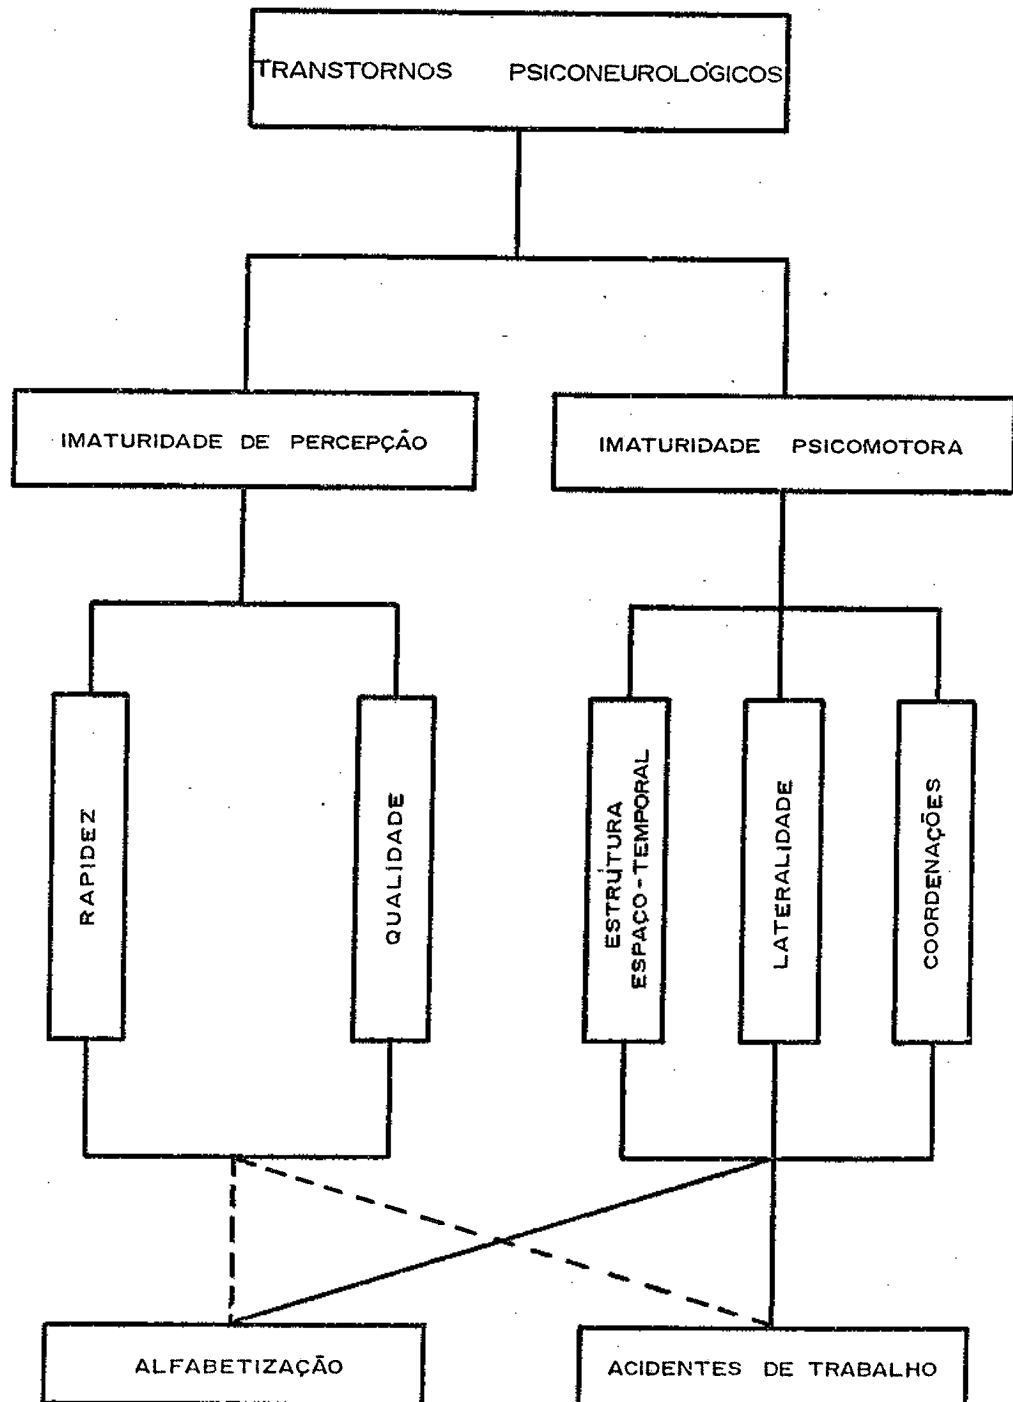 TRANSTORNOS PSICONEUROLÓGICOS
IMATURIDADE DE PERCEPÇÃO
IMATURIDADE PSICOMOTORA
RAPIDEZ
QUALIDADE
ESTRUTURA
ESPAÇO-TEMPORAL
LATERALIDADE
COORDENAÇÕES
ALFABETIZAÇÃO
ACIDENTES DE TRABALHO